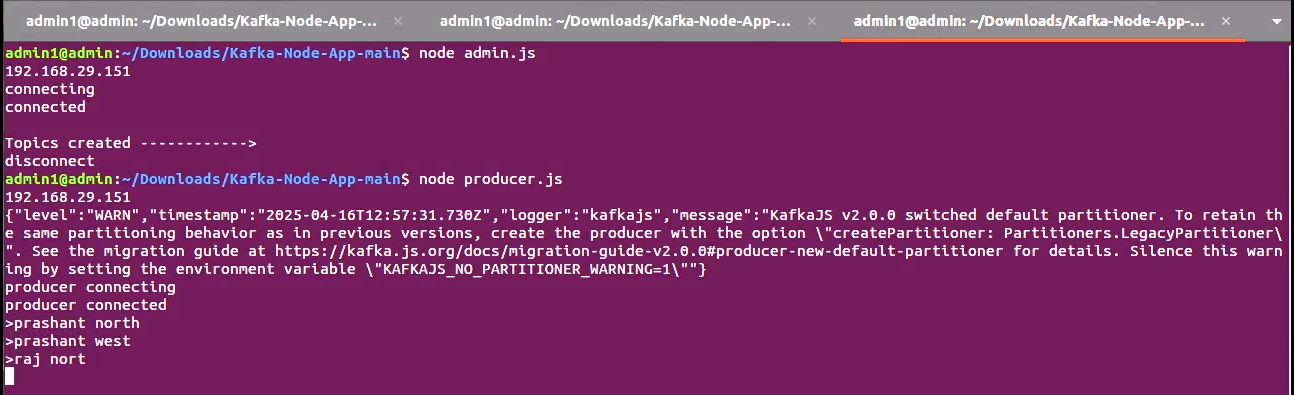 admin1@admin: ~/Downloads/Kafka-Node-App-... × admin1@admin: ~/Downloads/Kafka-Node-App-... × admin1@admin: ~/Downloads/Kafka-Node-App-... ×
admin1@admin:~/Downloads/Kafka-Node-App-main$ node admin.js
192.168.29.151
connecting
connected
Topics created ------------>
disconnect
admin1@admin:~/Downloads/Kafka-Node-App-main$ node producer.js
192.168.29.151
{"level":"WARN","timestamp":"2025-04-16T12:57:31.730Z","logger":"kafkajs","message":"KafkaJS v2.0.0 switched default partitioner. To retain th
e same partitioning behavior as in previous versions, create the producer with the option \"createPartitioner: Partitioners.LegacyPartitioner\
". See the migration guide at https://kafka.js.org/docs/migration-guide-v2.0.0#producer-new-default-partitioner for details. Silence this warn
ing by setting the environment variable \"KAFKAJS_NO_PARTITIONER_WARNING=1\""}
producer connecting
producer connected
>prashant north
>prashant west
>raj nort